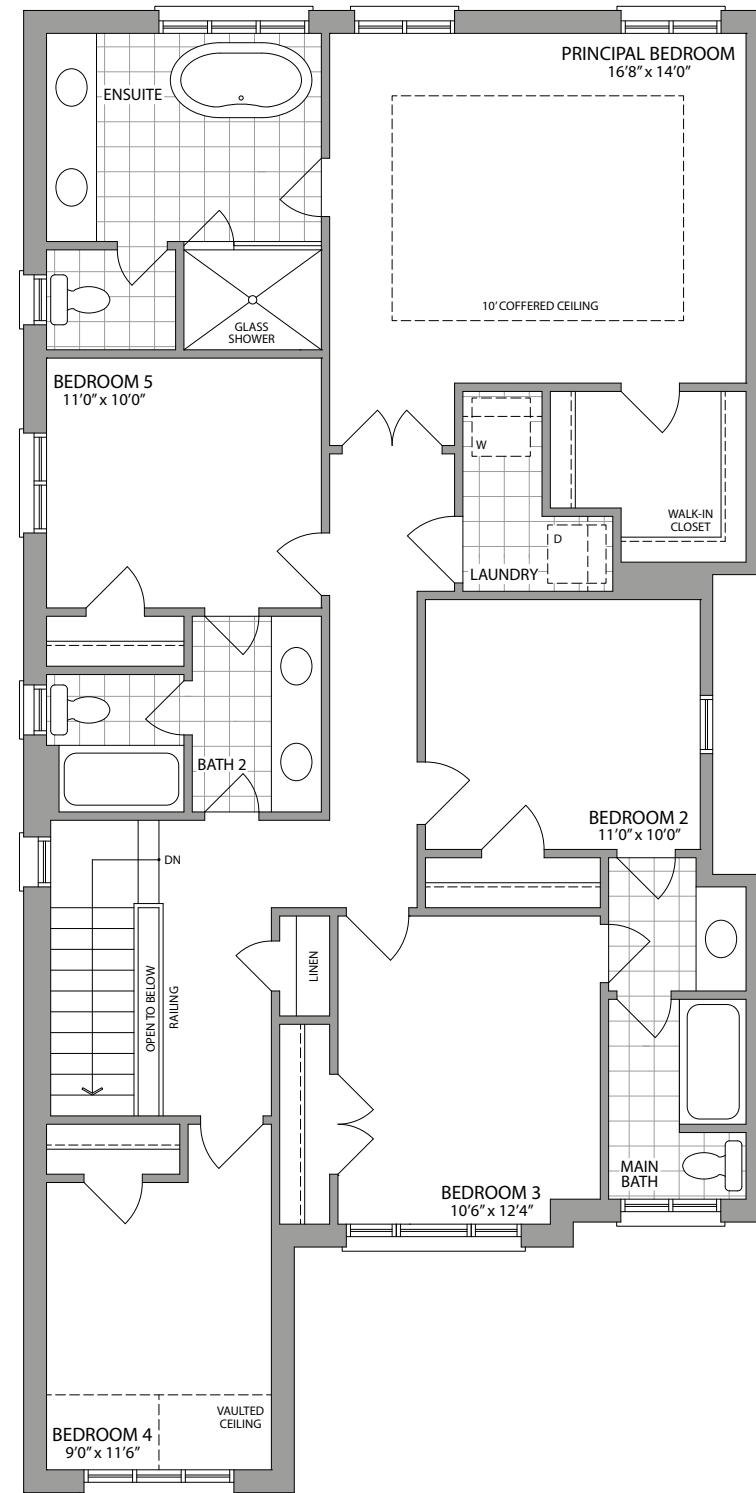 PRINCIPAL BEDROOM
16'8" x 14'0"
ENSUITE
10' COFFERED CEILING
GLASS
SHOWER
BEDROOM 5
11'0" x 10'0"
W
WALK-IN
CLOSET
D
LAUNDRY
BATH 2
BEDROOM 2
11'0" x 10'0"
DN
LINEN
OPEN TO BELOW
RAILING
MAIN
BATH
BEDROOM 3
10'6" x 12'4"
VAULTED
CEILING
BEDROOM 4
9'0" x 11'6"